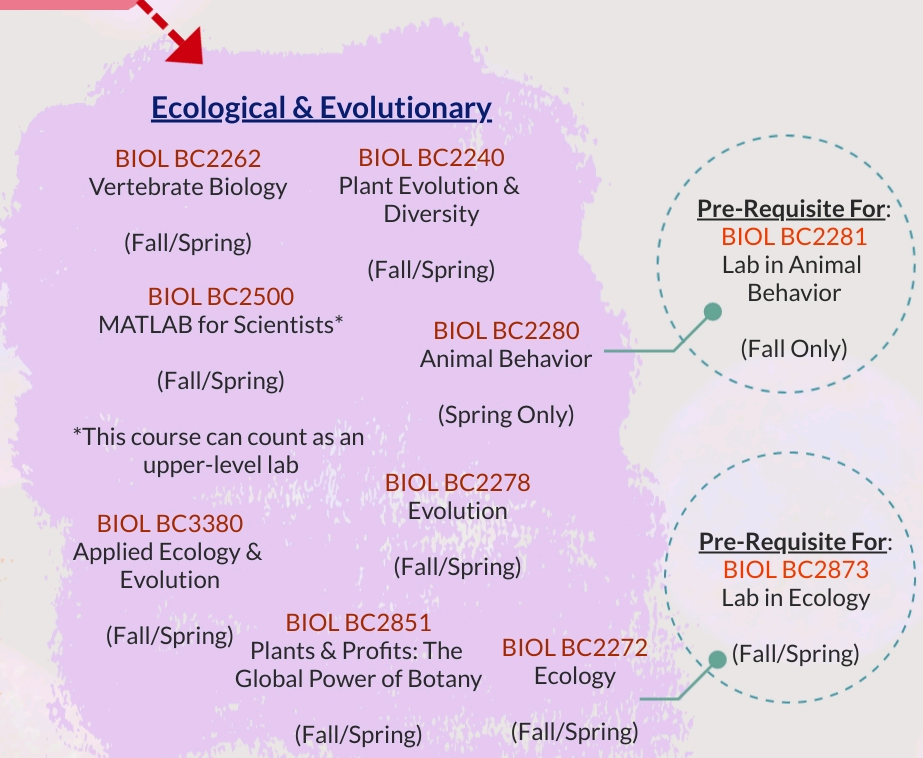 Ecological & Evolutionary
BIOL BC2262
Vertebrate Biology
(Fall/Spring)
BIOL BC2240
Plant Evolution &
Diversity
(Fall/Spring)
BIOL BC2500
MATLAB for Scientists*
(Fall/Spring)
*This course can count as an
upper-level lab
BIOL BC2280
Animal Behavior
(Spring Only)
Pre-Requisite For:
BIOL BC2281
Lab in Animal
Behavior
(Fall Only)
BIOL BC2278
Evolution
(Fall/Spring)
BIOL BC3380
Applied Ecology &
Evolution
(Fall/Spring)
BIOL BC2851
Plants & Profits: The
Global Power of Botany
(Fall/Spring)
BIOL BC2272
Ecology
(Fall/Spring)
Pre-Requisite For:
BIOL BC2873
Lab in Ecology
(Fall/Spring)